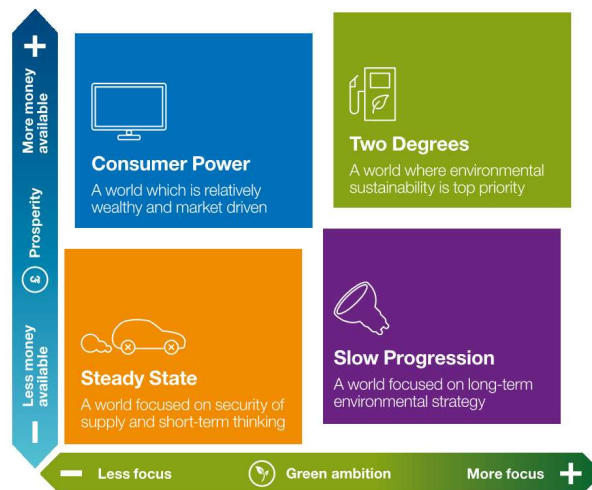 More money
available
Prosperity
£
Less money
available
Consumer Power
A world which is relatively
wealthy and market driven
Two Degrees
A world where environmental
sustainability is top priority
Steady State
A world focused on security of
supply and short-term thinking
Slow Progression
A world focused on long-term
environmental strategy
Less focus
Green ambition
More focus